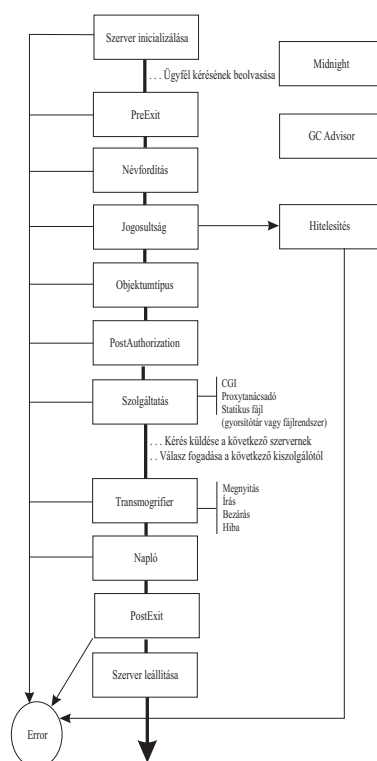 Szerver inicializálása
. . . Ügyfél kérésének beolvasása
Midnight
PreExit
GC Advisor
Névfordítás
Jogosultság
Hitelesítés
Objektumtípus
PostAuthorization
Szolgáltatás
CGI
Proxytanácsadó
Statikus fájl
(gyorsítótár vagy fájlrendszer)
. . . Kérés küldése a következő szervernek
. . Válasz fogadása a következő kiszolgálótól
Transmogrifier
Megnyitás
Írás
Bezárás
Hiba
Napló
PostExit
Szerver leállítása
Error